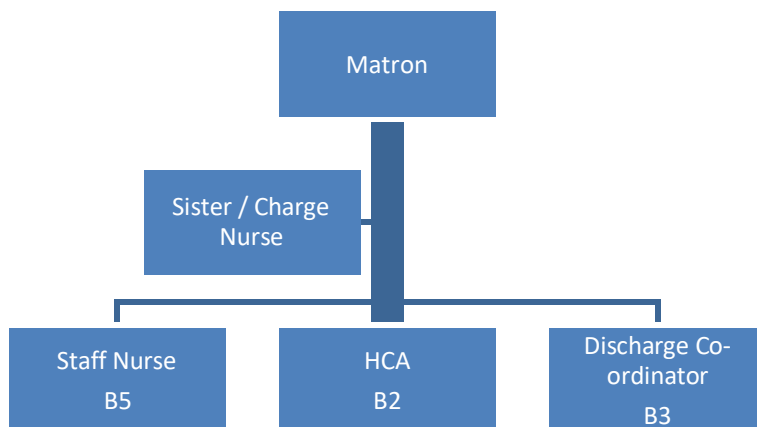 Matron
Sister / Charge
Nurse
Staff Nurse
B5
HCA
B2
Discharge Co-
ordinator
B3